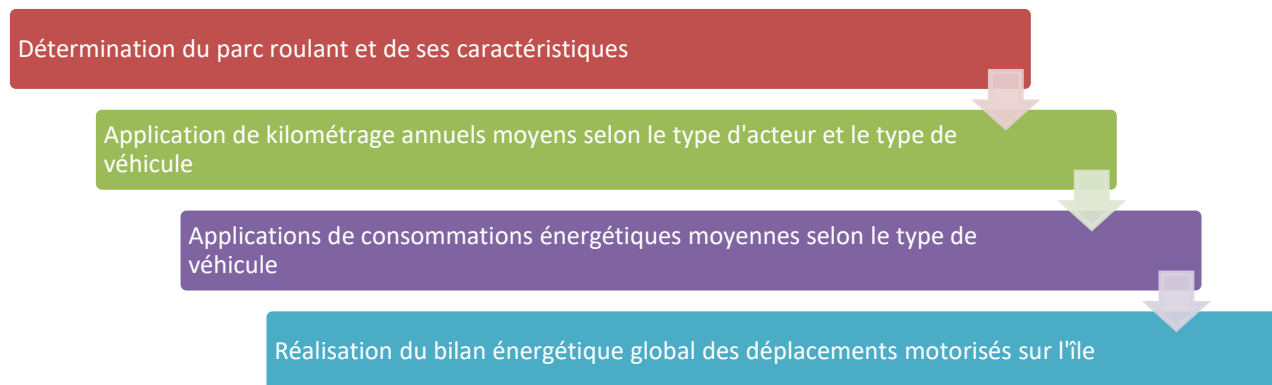 Détermination du parc roulant et de ses caractéristiques
Application de kilométrage annuels moyens selon le type d'acteur et le type de
véhicule
Applications de consommations énergétiques moyennes selon le type de
véhicule
Réalisation du bilan énergétique global des déplacements motorisés sur l'île